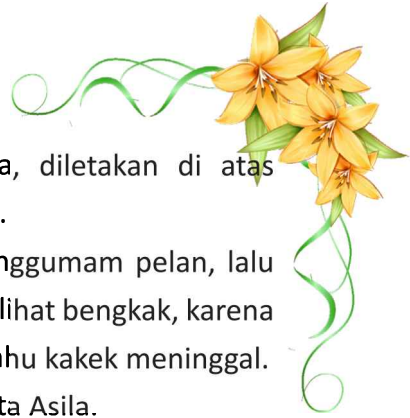 a, diletakan di atas
.
nggumam pelan, lalu
lihat bengkak, karena
ahu kakek meninggal.
ta Asila.